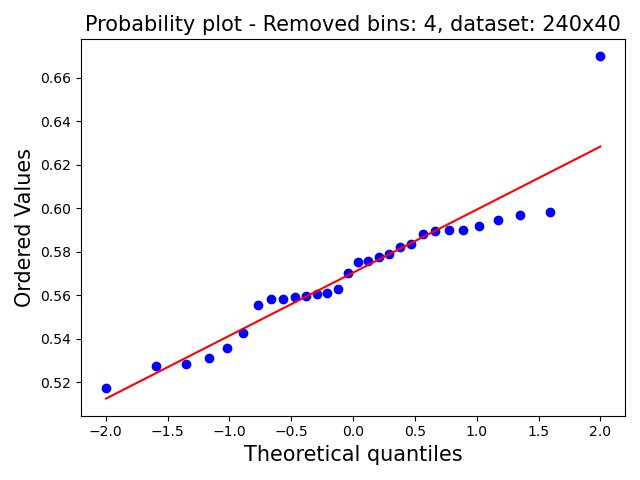 Probability plot - Removed bins: 4, dataset: 240x40
Ordered Values
0.66
0.64
0.62
0.60
0.58
0.56
0.54
0.52
−2.0 −1.5 −1.0 −0.5 0.0 0.5 1.0 1.5 2.0
Theoretical quantiles